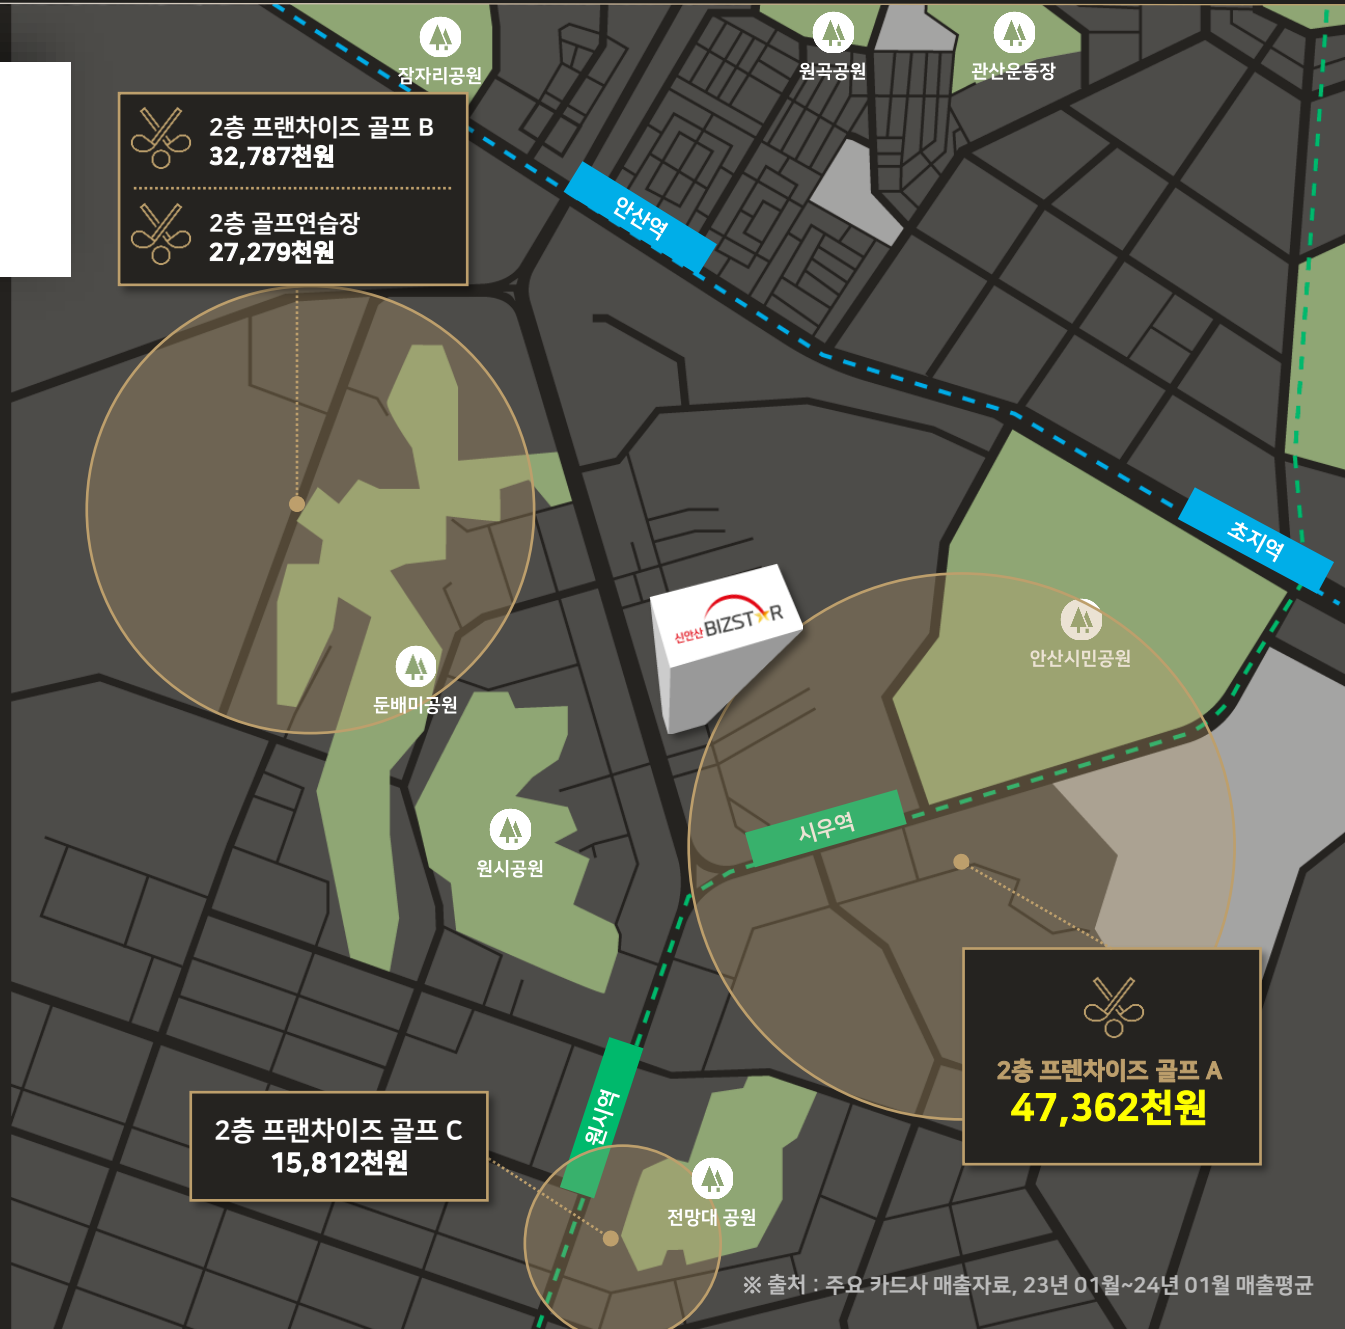 잠자리공원
원곡공원
관산운동장
2층 프랜차이즈 골프 B
32,787천원
2층 골프연습장
27,279천원
안산역
초지역
신안산 BIZST★R
안산시민공원
둔배미공원
시우역
원시공원
2층 프렌차이즈 골프 A
47,362천원
원시역
2층 프랜차이즈 골프 C
15,812천원
전망대 공원
※ 출처 : 주요 카드사 매출자료, 23년 01월~24년 01월 매출평균